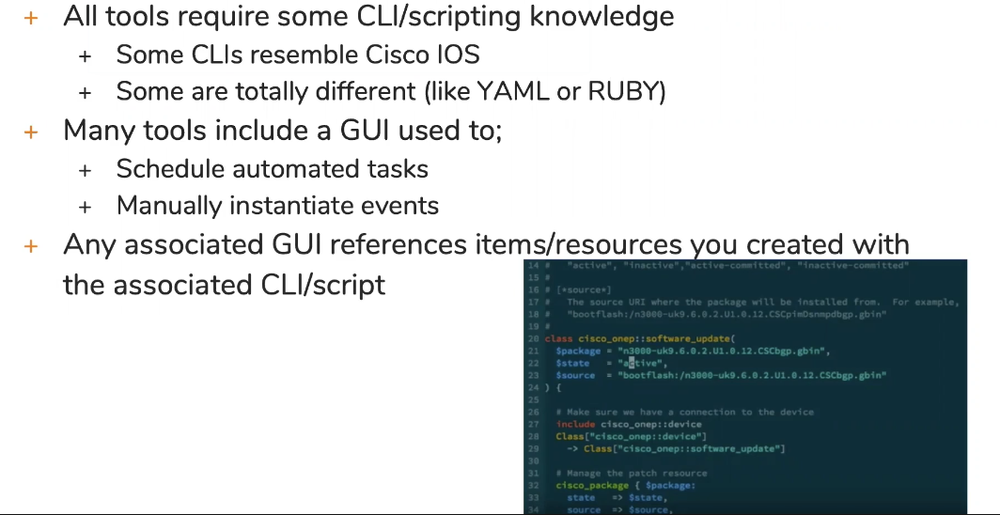 + All tools require some CLI/scripting knowledge
+ Some CLIs resemble Cisco IOS
+ Some are totally different (like YAML or RUBY)
+ Many tools include a GUI used to;
+ Schedule automated tasks
+ Manually instantiate events
+ Any associated GUI references items/resources you created with
the associated CLI/script
14 # "active", "inactive","active-committed", "inactive-committed"
15 #
16 # [*source*]
17 # The source URI where the package will be installed from. For example,
18 # "bootflash:/n3000-uk9.6.0.2.U1.0.12.CSCpimDsnmpdbgp.gbin"
19 #
20 class cisco_onep::software_update(
21 $package = "n3000-uk9.6.0.2.U1.0.12.CSCbgp.gbin",
22 $state = "active",
23 $source = "bootflash:/n3000-uk9.6.0.2.U1.0.12.CSCbgp.gbin"
24 ) {
25
26 # Make sure we have a connection to the device
27 include cisco_onep::device
28 Class["cisco_onep::device"]
29 -> Class["cisco_onep::software_update"]
30
31 # Manage the patch resource
32 cisco_package { $package:
33 state => $state,
34 source => $source,